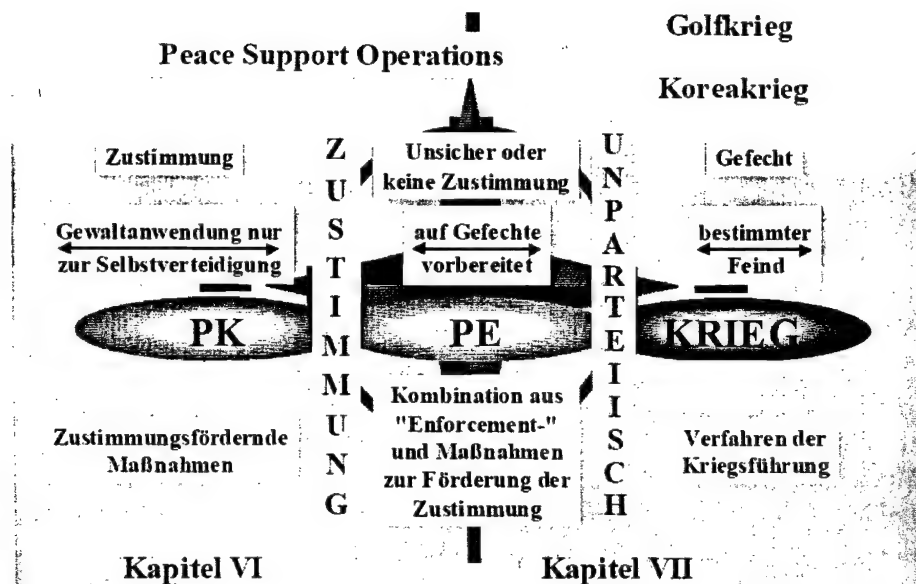 Golfkrieg
Peace Support Operations
Koreakrieg
Zustimmung
ZUSTIMMUNG
Unsicher oder
keine Zustimmung
UNPARTEIISCH
Gefecht
Gewaltanwendung nur
zur Selbstverteidigung
auf Gefechte
vorbereitet
bestimmter
Feind
PK
PE
KRIEG
Zustimmungsfördernde
Maßnahmen
Kombination aus
"Enforcement-"
und Maßnahmen
zur Förderung der
Zustimmung
Verfahren der
Kriegsführung
Kapitel VI
Kapitel VII